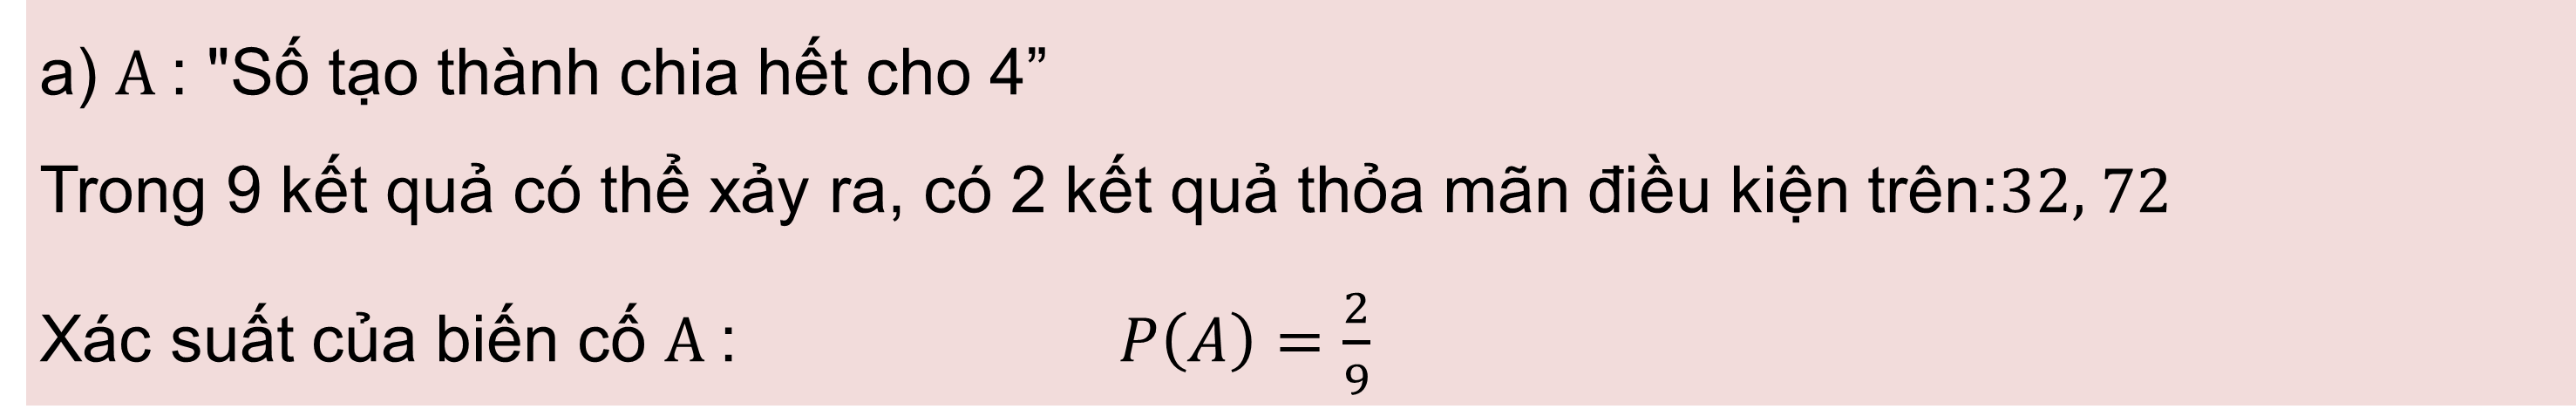 a) A : "Số tạo thành chia hết cho 4”
Trong 9 kết quả có thể xảy ra, có 2 kết quả thỏa mãn điều kiện trên:32, 72
Xác suất của biến cố A : P(A) = 2/9